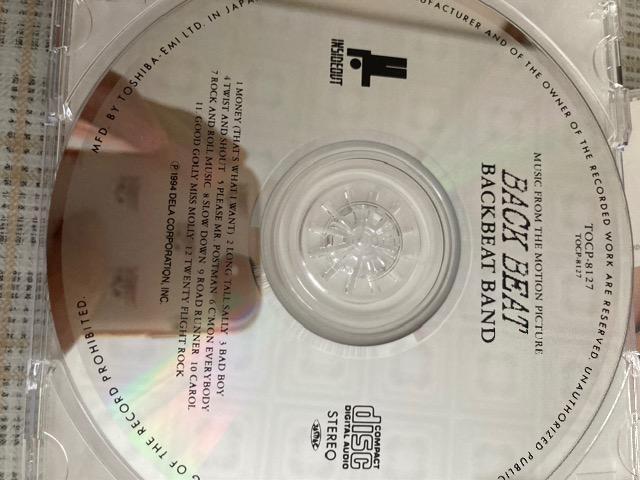 MUSIC FROM THE MOTION PICTURE
BACK BEAT
BACKBEAT BAND
TOCP-8127
TOCP-8127
INSIDEOUT
COMPACT
disc
DIGITAL AUDIO
STEREO
1 MONEY (THAT'S WHAT I WANT) 2 LONG TALL SALLY 3 BAD BOY
4 TWIST AND SHOUT 5 PLEASE MR. POSTMAN 6 C'MON EVERYBODY
7 ROCK AND ROLL MUSIC 8 SLOW DOWN 9 ROAD RUNNER 10 CAROL
11 GOOD GOLLY MISS MOLLY 12 TWENTY FLIGHT ROCK
Ⓟ 1994 DELA CORPORATION, INC.
MFD. BY TOSHIBA-EMI LTD. IN JAPAN
AND OF THE OWNER OF THE RECORDED WORK ARE RESERVED. UNAUTHORIZED
OF THE RECORD PROHIBITED.